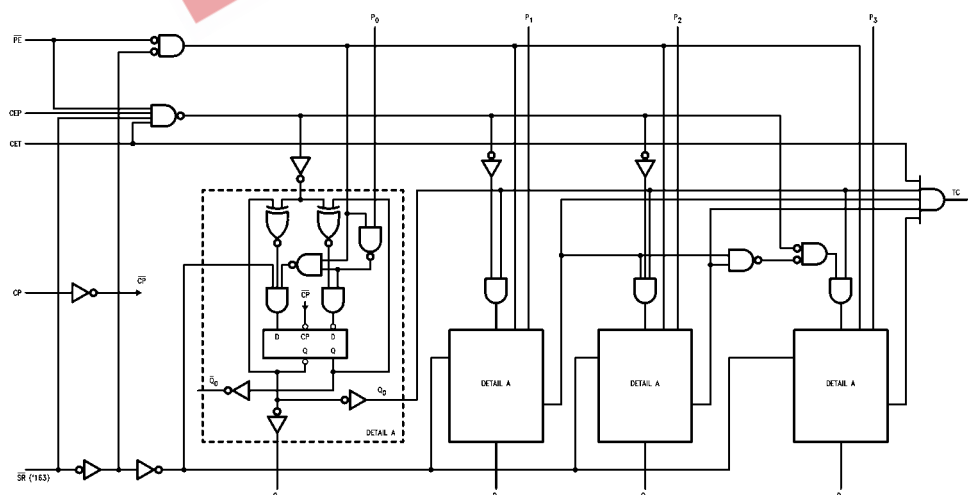 P0 P1 P2 P3
PE
CEP
CET
TC
CP CP
CP
D CP D
Q Q
Q0 Q0
DETAIL A DETAIL A DETAIL A
DETAIL A
SR ('163)